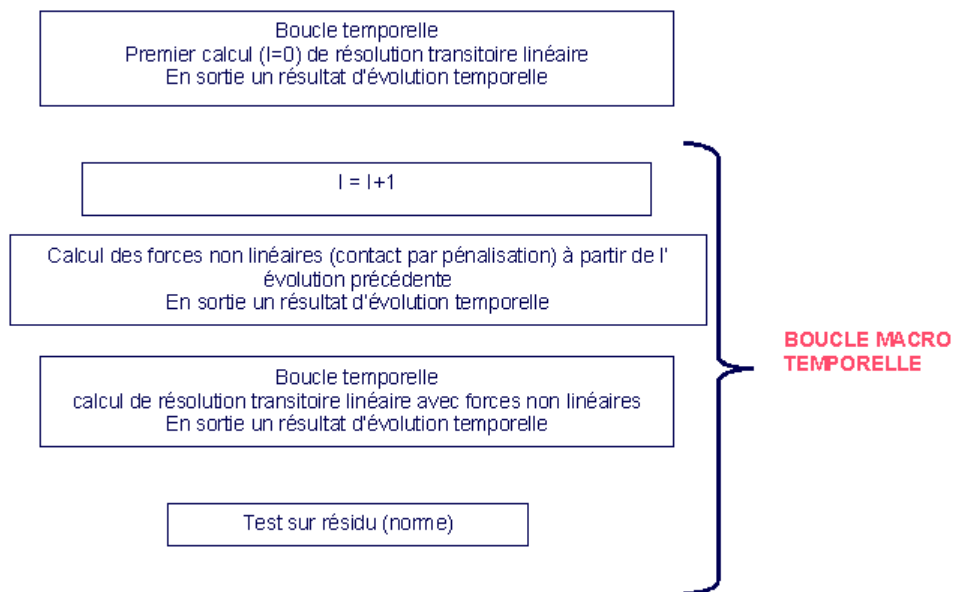 Boucle temporelle
Premier calcul (I=0) de résolution transitoire linéaire
En sortie un résultat d'évolution temporelle
I = I+1
Calcul des forces non linéaires (contact par pénalisation) à partir de l'
évolution précédente
En sortie un résultat d'évolution temporelle
Boucle temporelle
calcul de résolution transitoire linéaire avec forces non linéaires
En sortie un résultat d'évolution temporelle
Test sur résidu (norme)
BOUCLE MACRO
TEMPORELLE